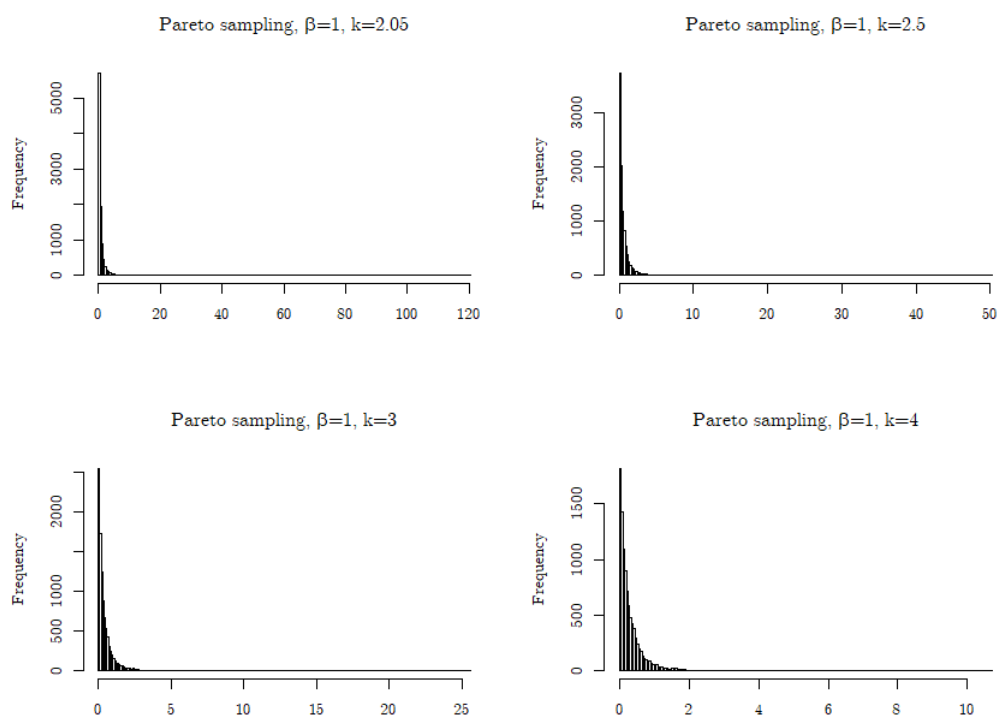 Pareto sampling, β=1, k=2.05
Frequency
5000
3000
1000
0
0 20 40 60 80 100 120
Pareto sampling, β=1, k=2.5
Frequency
3000
2000
1000
0
0 10 20 30 40 50
Pareto sampling, β=1, k=3
Frequency
2000
1000
500
0
0 5 10 15 20 25
Pareto sampling, β=1, k=4
Frequency
1500
1000
500
0
0 2 4 6 8 10